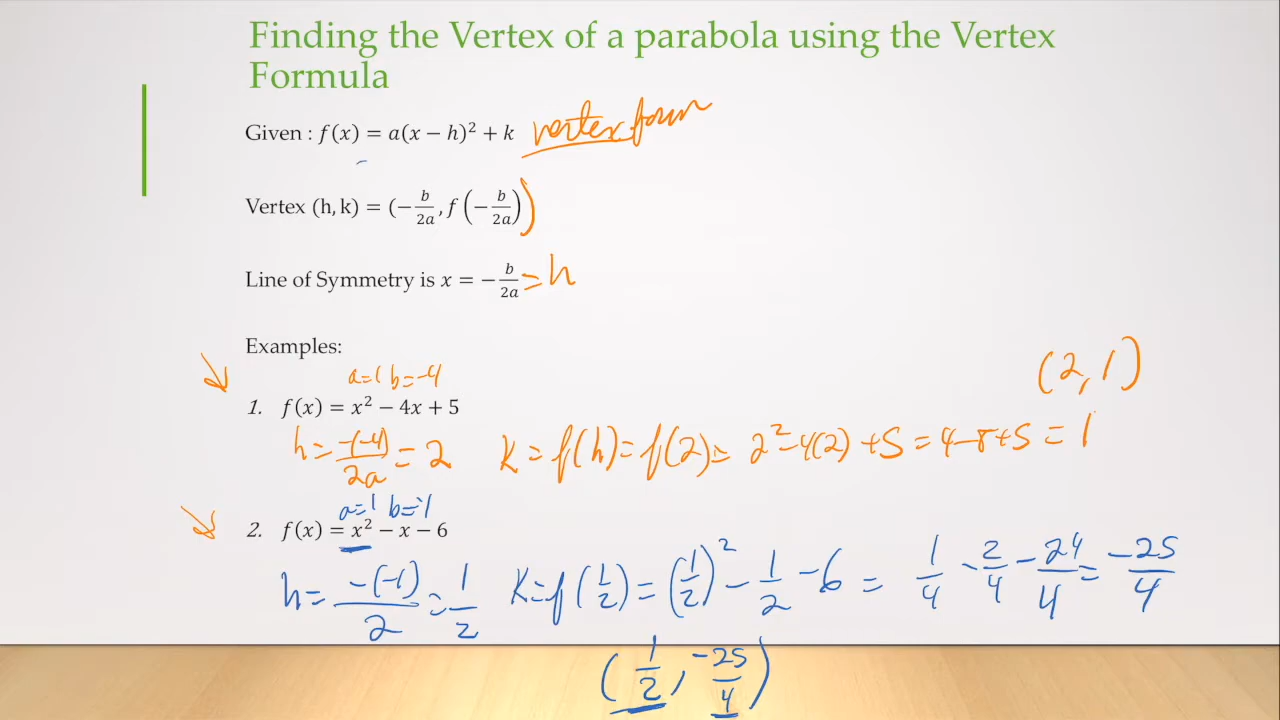 Finding the Vertex of a parabola using the Vertex
Formula
Given : f(x) = a(x − h)² + k vertex form
Vertex (h, k) = (−b/2a, f(−b/2a))
Line of Symmetry is x = −b/2a = h
Examples:
(2, 1)
a=1 b=-4
1. f(x) = x² − 4x + 5
h = -(-4)/2a = 2 K = f(h) = f(2) = 2² - 4(2) + 5 = 4-8+5 = 1
a=1 b=-1
2. f(x) = x² − x − 6
h = -(-1)/2 = 1/2 K = f(1/2) = (1/2)² - 1/2 - 6 = 1/4 - 2/4 - 24/4 = -25/4
(1/2, -25/4)